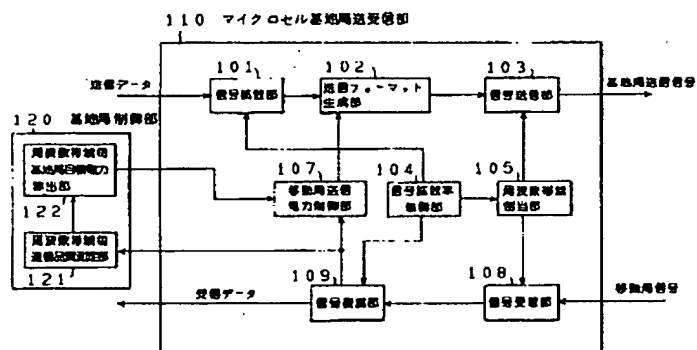 110 マイクロセル基地局送受信部
101
102
103
送信データ
信号拡散部
送信フォーマット
生成部
信号送信部
基地局送信信号
120 基地局制御部
周波数帯域別
基地局目標電力
算出部
122
107
移動局送信
電力制御部
104
信号拡散率
制御部
105
周波数帯域
割当部
周波数帯域別
通信品質測定部
121
109
108
受信データ
信号復調部
信号受信部
移動局信号